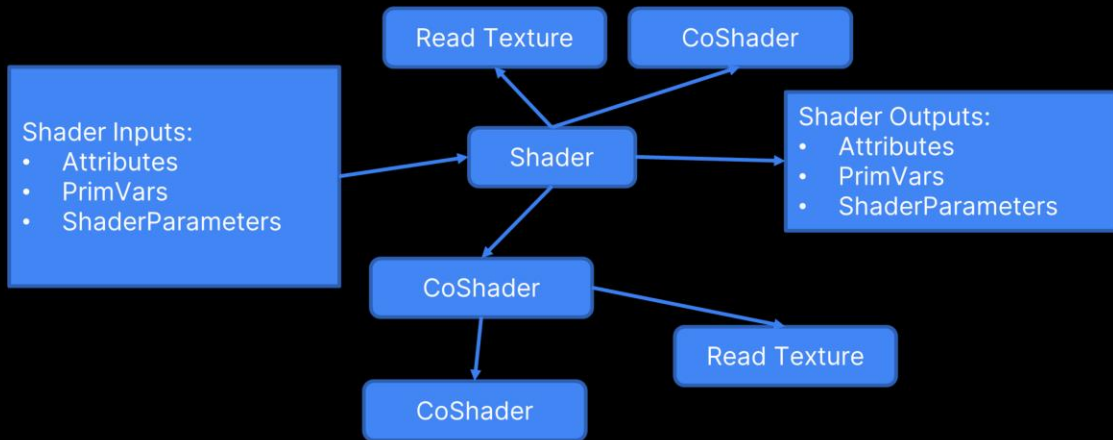 Read Texture
CoShader
Shader Inputs:
• Attributes
• PrimVars
• ShaderParameters
Shader
Shader Outputs:
• Attributes
• PrimVars
• ShaderParameters
CoShader
Read Texture
CoShader